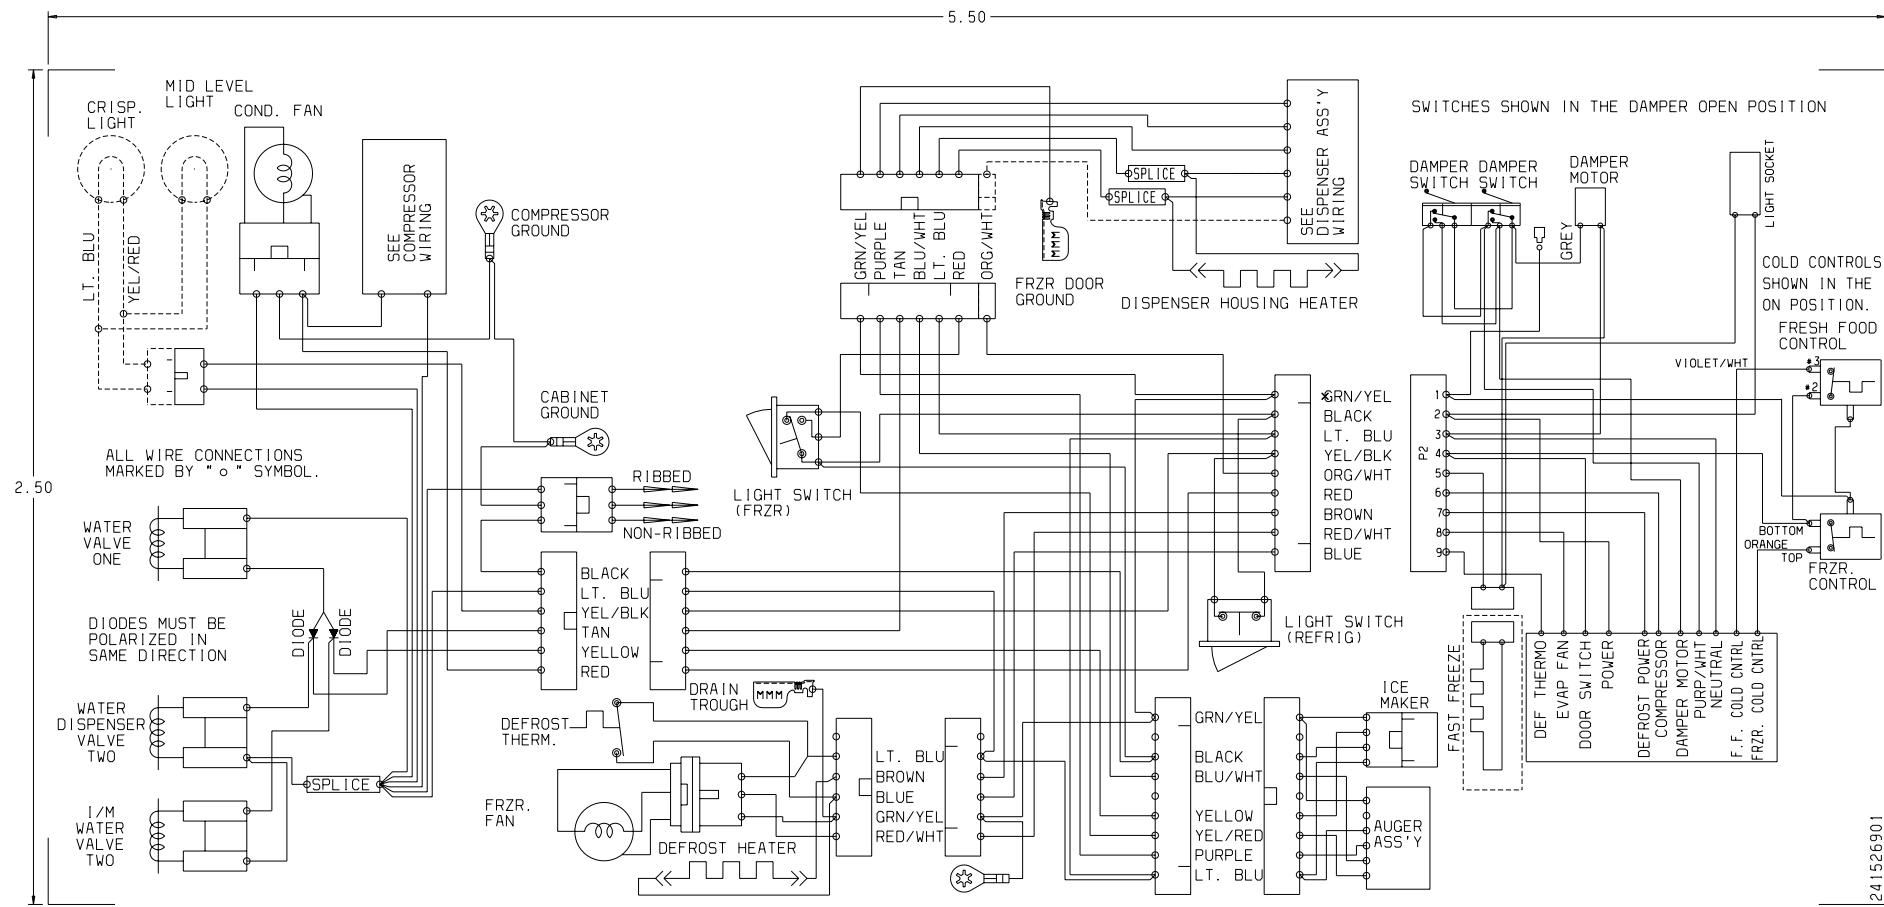 5.50
2.50
CRISP.
LIGHT
MID LEVEL
LIGHT
COND. FAN
LT. BLU
YEL/RED
SEE
COMPRESSOR
WIRING
COMPRESSOR
GROUND
CABINET
GROUND
ALL WIRE CONNECTIONS
MARKED BY " o " SYMBOL.
WATER
VALVE
ONE
DIODES MUST BE
POLARIZED IN
SAME DIRECTION
DIODE
DIODE
WATER
DISPENSER
VALVE
TWO
I/M
WATER
VALVE
TWO
SPLICE
RIBBED
NON-RIBBED
BLACK
LT. BLU
YEL/BLK
TAN
YELLOW
RED
DEFROST
THERM.
DRAIN
TROUGH
MMM
FRZR.
FAN
DEFROST HEATER
LT. BLU
BROWN
BLUE
GRN/YEL
RED/WHT
GRN/YEL
PURPLE
TAN
BLU/WHT
LT. BLU
RED
ORG/WHT
MMM
FRZR DOOR
GROUND
SPLICE
SPLICE
SEE
DISPENSER ASS'Y
WIRING
DISPENSER HOUSING HEATER
LIGHT SWITCH
(FRZR)
GRN/YEL
BLACK
LT. BLU
YEL/BLK
ORG/WHT
RED
BROWN
RED/WHT
BLUE
LIGHT SWITCH
(REFRIG)
GRN/YEL
BLACK
BLU/WHT
YELLOW
YEL/RED
PURPLE
LT. BLU
ICE
MAKER
AUGER
ASS'Y
SWITCHES SHOWN IN THE DAMPER OPEN POSITION
DAMPER
SWITCH
DAMPER
SWITCH
DAMPER
MOTOR
GREY
LIGHT SOCKET
COLD CONTROLS
SHOWN IN THE
ON POSITION.
FRESH FOOD
CONTROL
VIOLET/WHT
#3
#2
P2
1
2
3
4
5
6
7
8
9
BOTTOM
ORANGE
TOP
FRZR.
CONTROL
FAST FREEZE
DEF THERMO
EVAP FAN
DOOR SWITCH
POWER
DEFROST POWER
COMPRESSOR
DAMPER MOTOR
PURP/WHT
NEUTRAL
F.F. COLD CNTRL
FRZR. COLD CNTRL
241526901